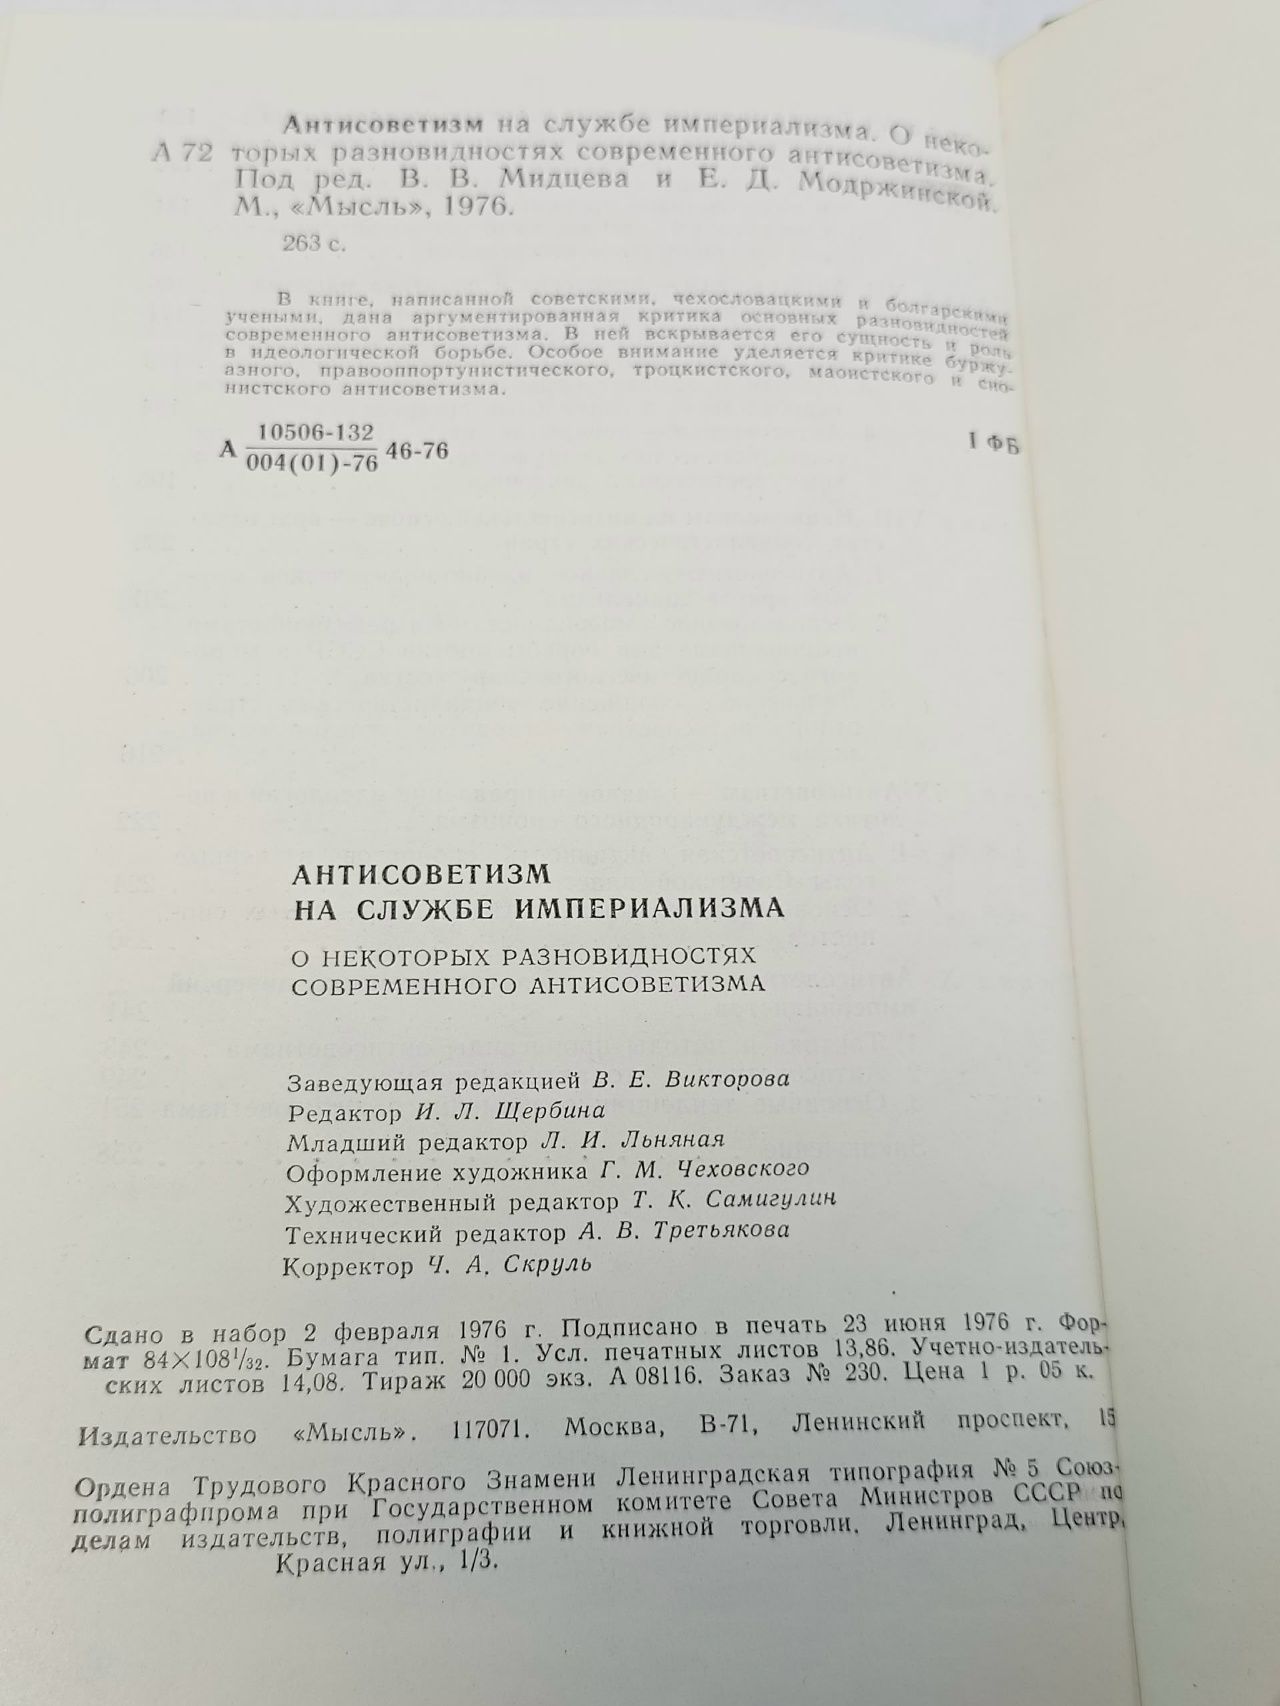 Антисоветизм на службе империализма. О неко-
А 72 торых разновидностях современного антисоветизма.
Под ред. В. В. Мидцева и Е. Д. Модржинской.
М., «Мысль», 1976.
263 с.
В книге, написанной советскими, чехословацкими и болгарскими
учеными, дана аргументированная критика основных разновидностей
современного антисоветизма. В ней вскрывается его сущность и роль
в идеологической борьбе. Особое внимание уделяется критике буржу-
азного, правооппортунистического, троцкистского, маоистского и сио-
нистского антисоветизма.
А 10506-132 / 004(01)-76 46-76 1 ФБ
АНТИСОВЕТИЗМ
НА СЛУЖБЕ ИМПЕРИАЛИЗМА
О НЕКОТОРЫХ РАЗНОВИДНОСТЯХ
СОВРЕМЕННОГО АНТИСОВЕТИЗМА
Заведующая редакцией В. Е. Викторова
Редактор И. Л. Щербина
Младший редактор Л. И. Льняная
Оформление художника Г. М. Чеховского
Художественный редактор Т. К. Самигулин
Технический редактор А. В. Третьякова
Корректор Ч. А. Скруль
Сдано в набор 2 февраля 1976 г. Подписано в печать 23 июня 1976 г. Фор-
мат 84×108¹/₃₂. Бумага тип. № 1. Усл. печатных листов 13,86. Учетно-издатель-
ских листов 14,08. Тираж 20 000 экз. А 08116. Заказ № 230. Цена 1 р. 05 к.
Издательство «Мысль». 117071. Москва, В-71, Ленинский проспект, 15
Ордена Трудового Красного Знамени Ленинградская типография № 5 Союз-
полиграфпрома при Государственном комитете Совета Министров СССР по
делам издательств, полиграфии и книжной торговли. Ленинград, Центр,
Красная ул., 1/3.